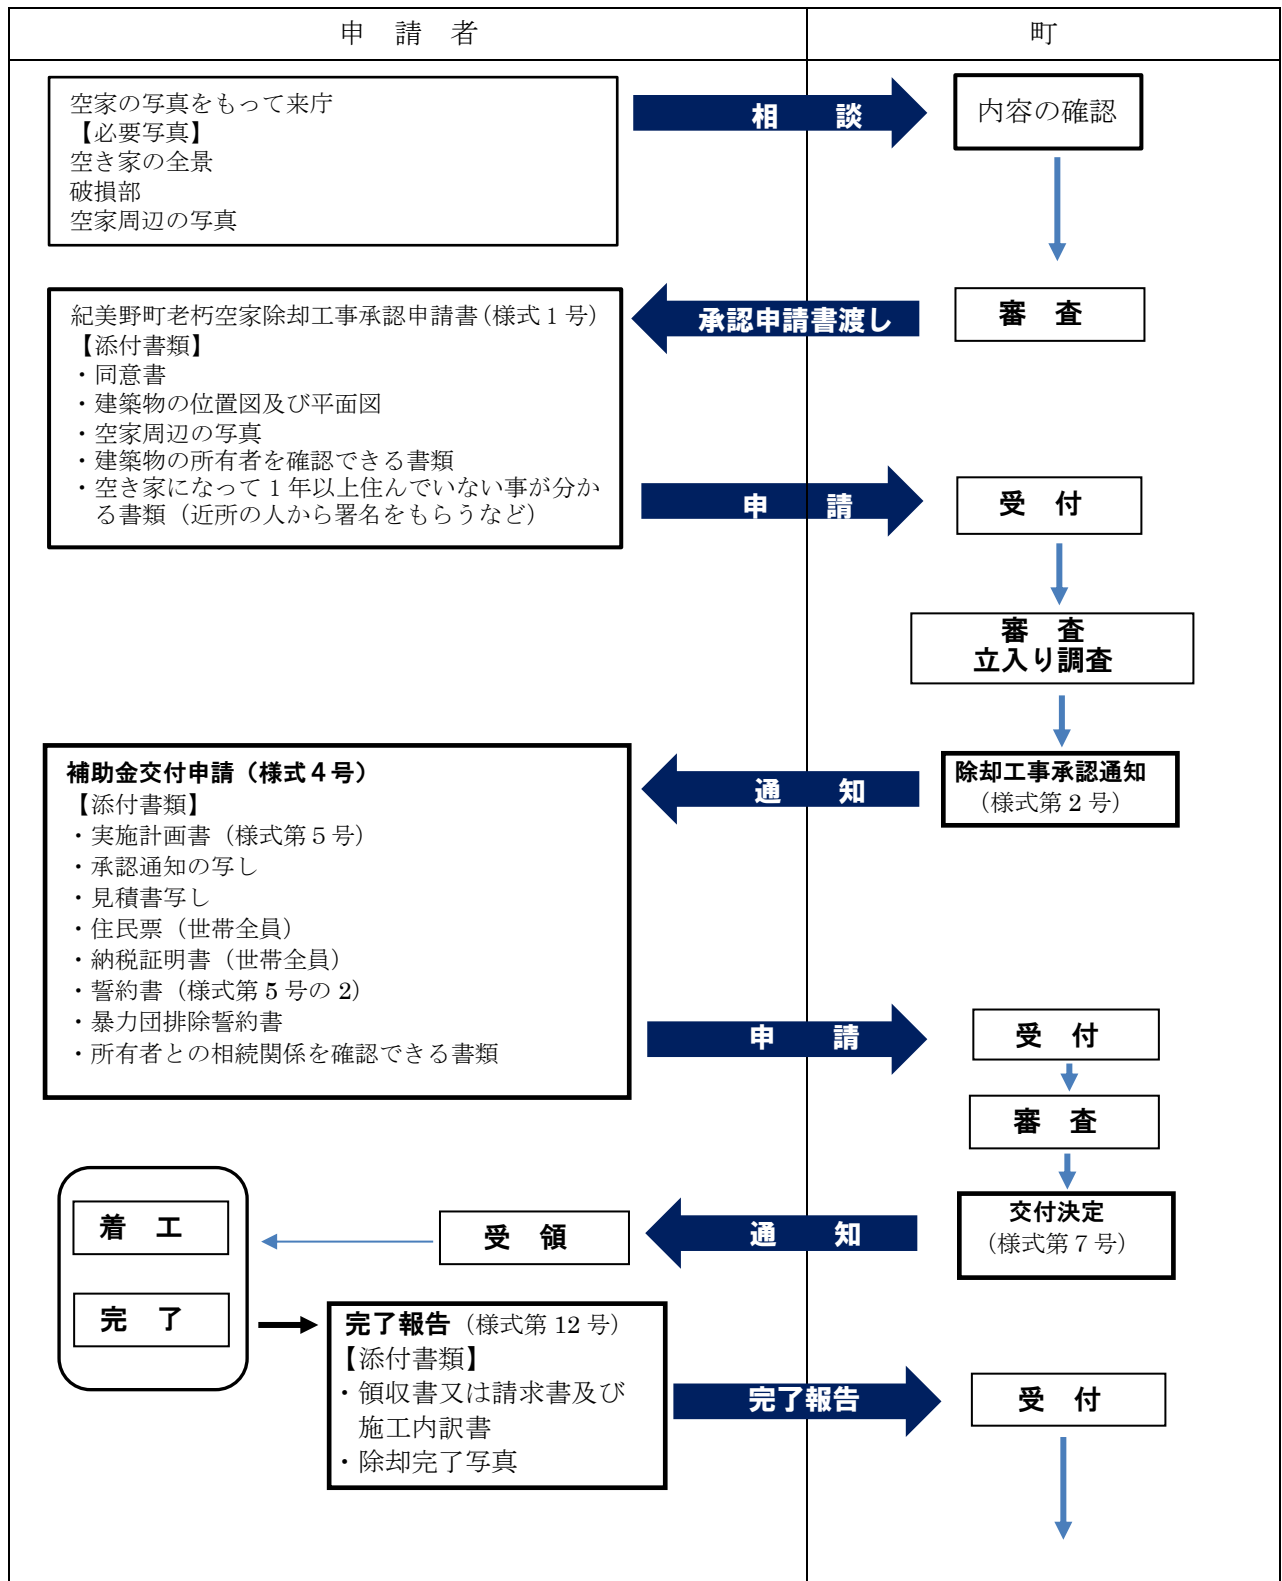 申　請　者
町
空家の写真をもって来庁
【必要写真】
空き家の全景
破損部
空家周辺の写真
相　　談
内容の確認
審　査
承認申請書渡し
紀美野町老朽空家除却工事承認申請書(様式１号)
【添付書類】
・同意書
・建築物の位置図及び平面図
・空家周辺の写真
・建築物の所有者を確認できる書類
・空き家になって１年以上住んでいない事が分か
る書類（近所の人から署名をもらうなど）
申　　請
受　付
審　査
立入り調査
除却工事承認通知
（様式第２号）
通　　知
補助金交付申請（様式４号）
【添付書類】
・実施計画書（様式第５号）
・承認通知の写し
・見積書写し
・住民票（世帯全員）
・納税証明書（世帯全員）
・誓約書（様式第５号の２）
・暴力団排除誓約書
・所有者との相続関係を確認できる書類
申　　請
受　付
審　査
交付決定
（様式第７号）
通　　知
受　領
着　工
完　了
完了報告（様式第 12 号）
【添付書類】
・領収書又は請求書及び
施工内訳書
・除却完了写真
完了報告
受　付